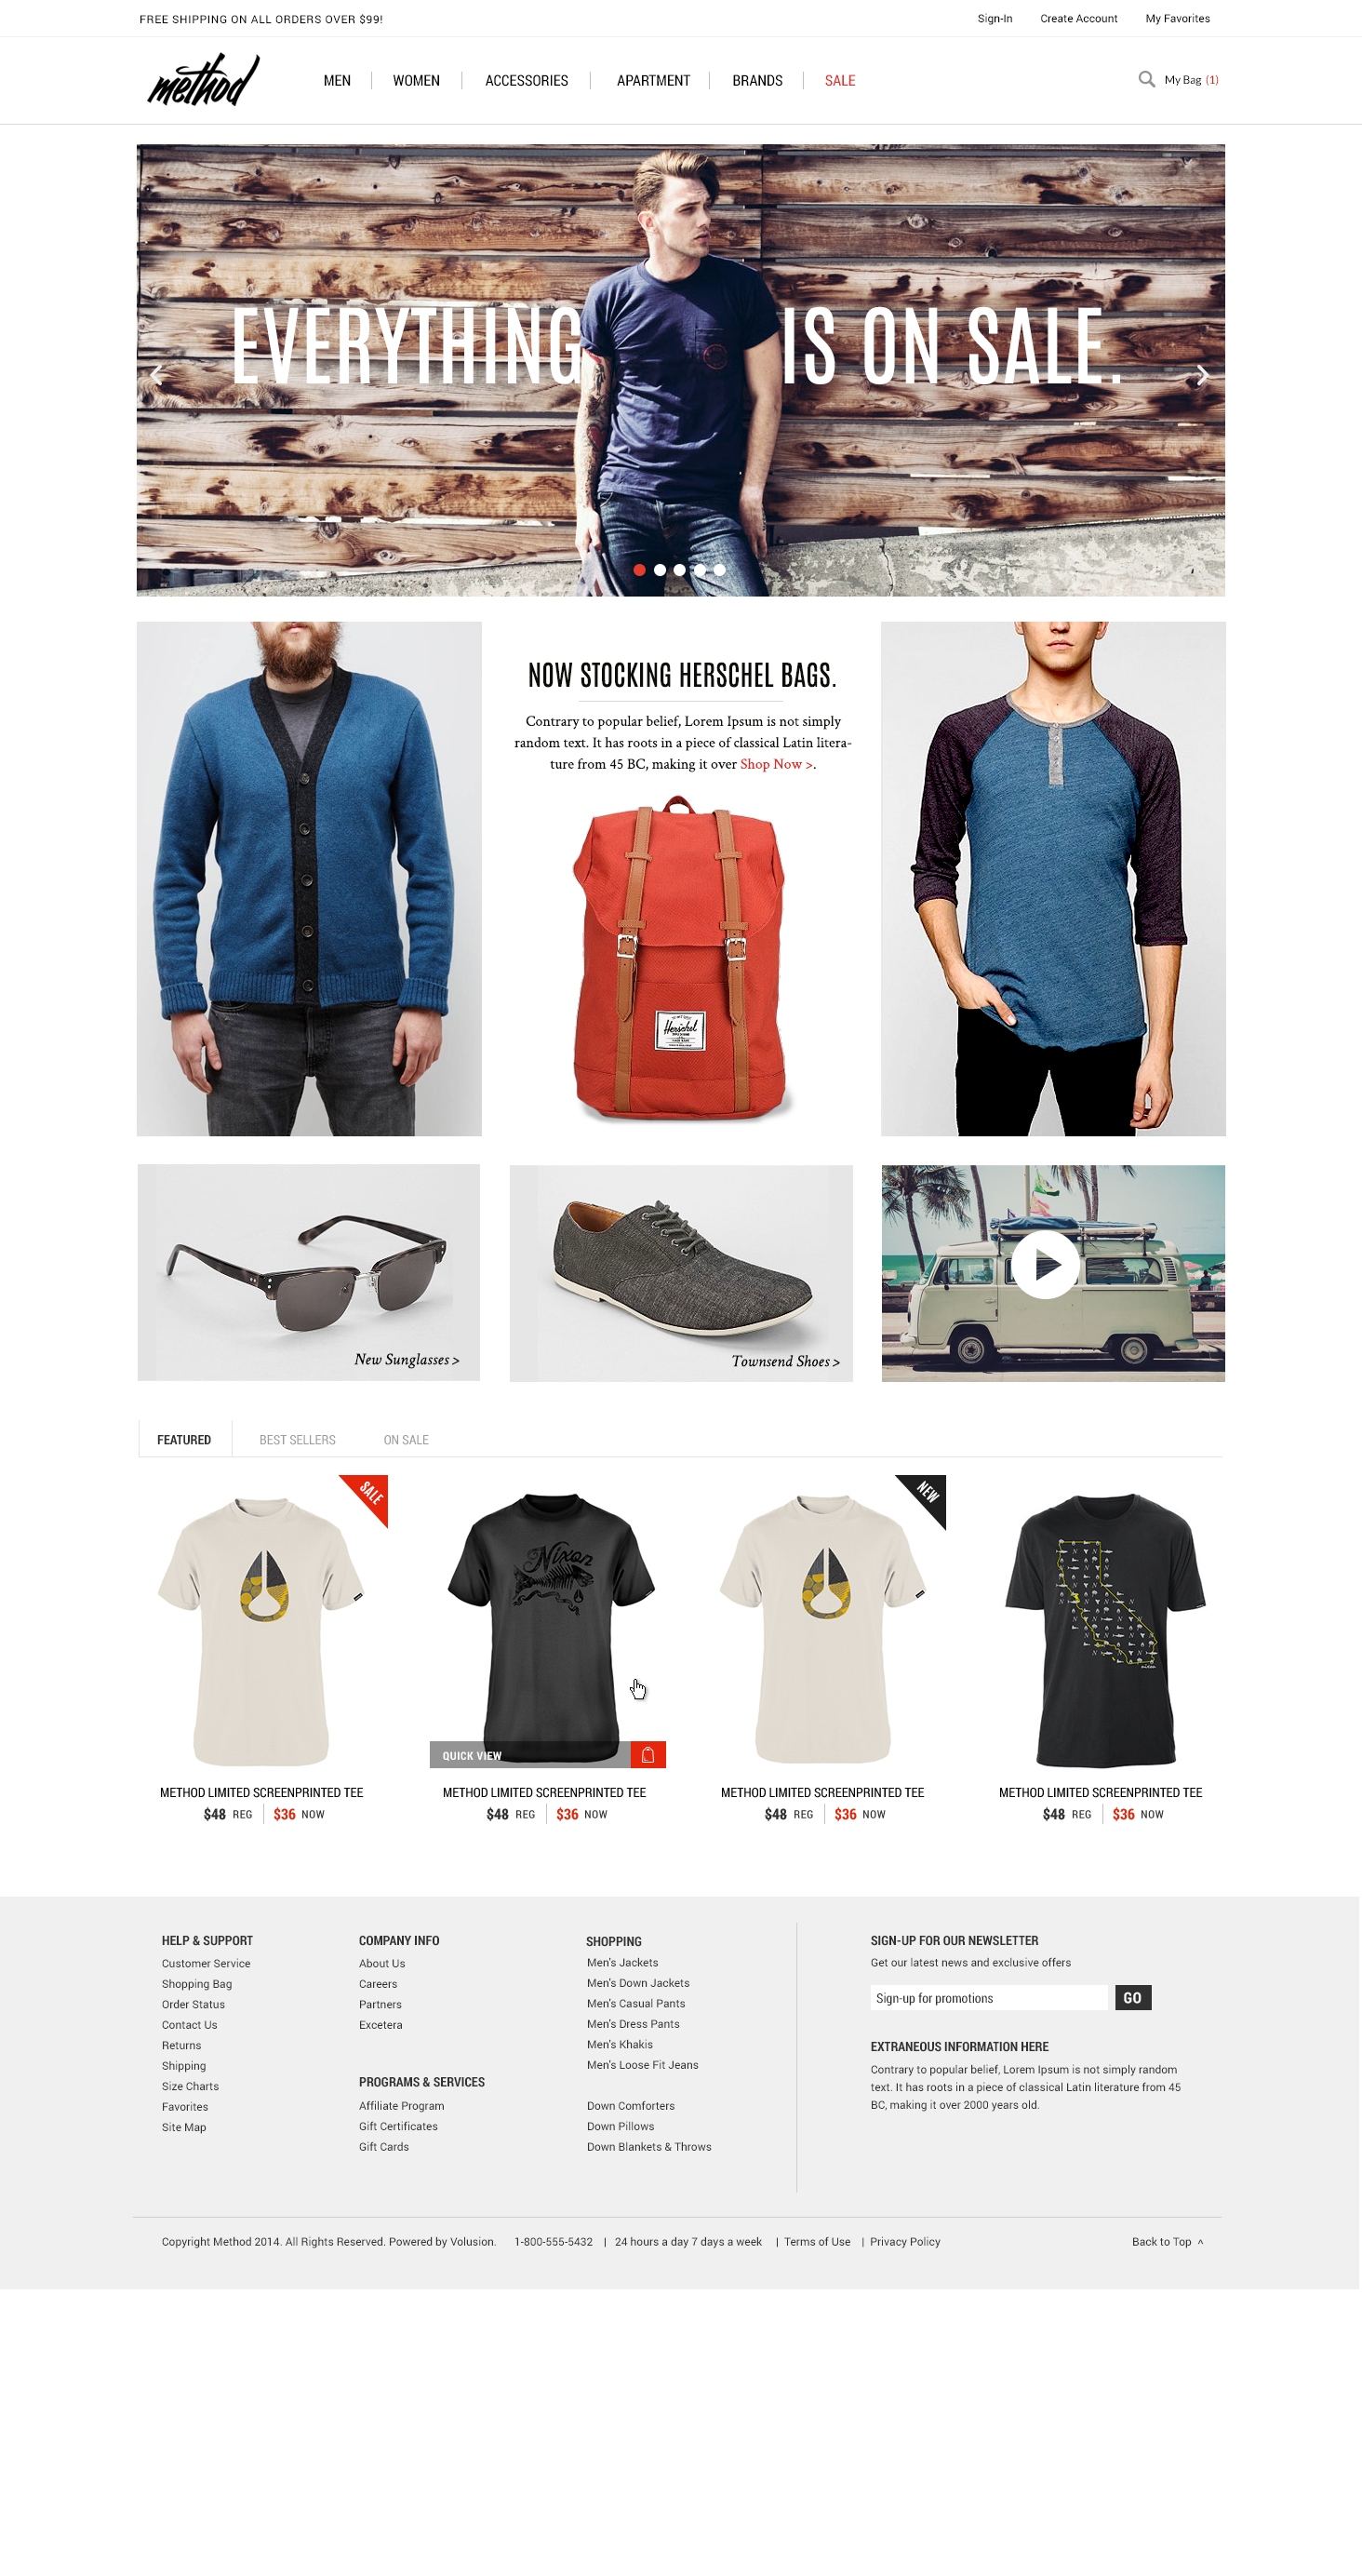 FREE SHIPPING ON ALL ORDERS OVER $99!
Sign-In Create Account My Favorites
method
MEN WOMEN ACCESSORIES APARTMENT BRANDS SALE
My Bag (1)
EVERYTHING IS ON SALE.
NOW STOCKING HERSCHEL BAGS.
Contrary to popular belief, Lorem Ipsum is not simply
random text. It has roots in a piece of classical Latin litera-
ture from 45 BC, making it over Shop Now >.
Herschel
New Sunglasses >
Townsend Shoes >
FEATURED BEST SELLERS ON SALE
SALE
Nixon
NEW
nixon
QUICK VIEW
METHOD LIMITED SCREENPRINTED TEE
$48 REG $36 NOW
METHOD LIMITED SCREENPRINTED TEE
$48 REG $36 NOW
METHOD LIMITED SCREENPRINTED TEE
$48 REG $36 NOW
METHOD LIMITED SCREENPRINTED TEE
$48 REG $36 NOW
HELP & SUPPORT
Customer Service
Shopping Bag
Order Status
Contact Us
Returns
Shipping
Size Charts
Favorites
Site Map
COMPANY INFO
About Us
Careers
Partners
Excetera
PROGRAMS & SERVICES
Affiliate Program
Gift Certificates
Gift Cards
SHOPPING
Men's Jackets
Men's Down Jackets
Men's Casual Pants
Men's Dress Pants
Men's Khakis
Men's Loose Fit Jeans
Down Comforters
Down Pillows
Down Blankets & Throws
SIGN-UP FOR OUR NEWSLETTER
Get our latest news and exclusive offers
Sign-up for promotions GO
EXTRANEOUS INFORMATION HERE
Contrary to popular belief, Lorem Ipsum is not simply random
text. It has roots in a piece of classical Latin literature from 45
BC, making it over 2000 years old.
Copyright Method 2014. All Rights Reserved. Powered by Volusion. 1-800-555-5432 | 24 hours a day 7 days a week | Terms of Use | Privacy Policy Back to Top ^